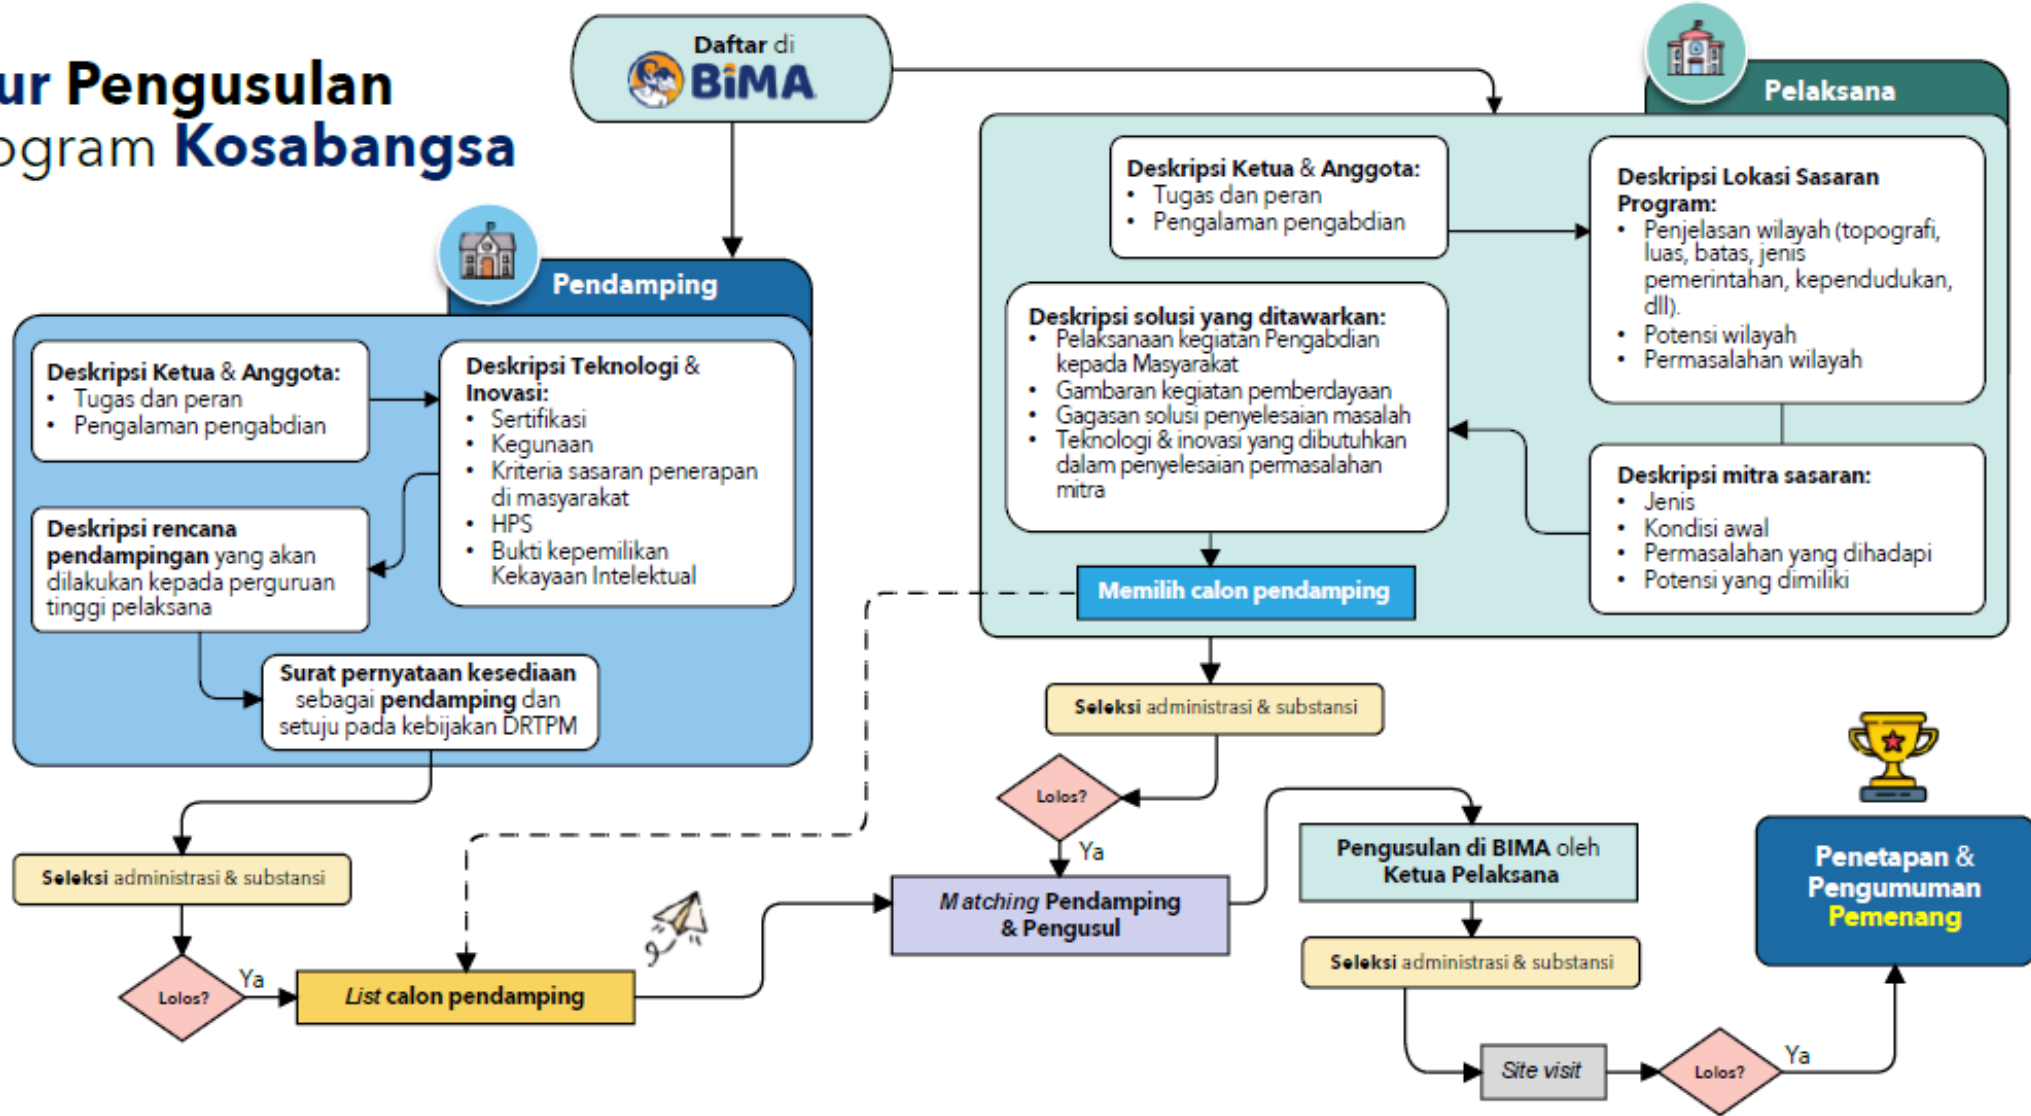 ur Pengusulan
ogram Kosabangsa
Daftar di
BIMA
Pendamping
Deskripsi Ketua & Anggota:
• Tugas dan peran
• Pengalaman pengabdian
Deskripsi Teknologi &
Inovasi:
• Sertifikasi
• Kegunaan
• Kriteria sasaran penerapan
di masyarakat
• HPS
• Bukti kepemilikan
Kekayaan Intelektual
Deskripsi rencana
pendampingan yang akan
dilakukan kepada perguruan
tinggi pelaksana
Surat pernyataan kesediaan
sebagai pendamping dan
setuju pada kebijakan DRTPM
Seleksi administrasi & substansi
Lolos?
Ya
List calon pendamping
Pelaksana
Deskripsi Ketua & Anggota:
• Tugas dan peran
• Pengalaman pengabdian
Deskripsi Lokasi Sasaran
Program:
• Penjelasan wilayah (topografi,
luas, batas, jenis
pemerintahan, kependudukan,
dll).
• Potensi wilayah
• Permasalahan wilayah
Deskripsi mitra sasaran:
• Jenis
• Kondisi awal
• Permasalahan yang dihadapi
• Potensi yang dimiliki
Deskripsi solusi yang ditawarkan:
• Pelaksanaan kegiatan Pengabdian
kepada Masyarakat
• Gambaran kegiatan pemberdayaan
• Gagasan solusi penyelesaian masalah
• Teknologi & inovasi yang dibutuhkan
dalam penyelesaian permasalahan
mitra
Memilih calon pendamping
Seleksi administrasi & substansi
Lolos?
Ya
Matching Pendamping
& Pengusul
Pengusulan di BIMA oleh
Ketua Pelaksana
Seleksi administrasi & substansi
Site visit
Lolos?
Ya
Penetapan &
Pengumuman
Pemenang